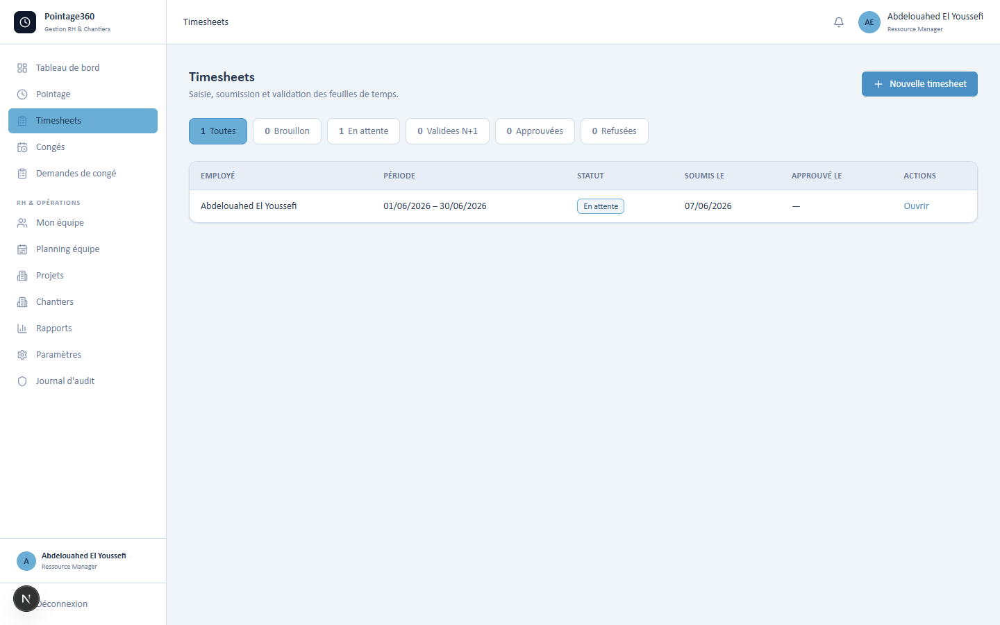 Pointage360
Gestion RH & Chantiers
Timesheets
AE
Abdelouahed El Youssefi
Ressource Manager
Tableau de bord
Pointage
Timesheets
Congés
Demandes de congé
RH & OPÉRATIONS
Mon équipe
Planning équipe
Projets
Chantiers
Rapports
Paramètres
Journal d'audit
A
Abdelouahed El Youssefi
Ressource Manager
N
Déconnexion
Timesheets
Saisie, soumission et validation des feuilles de temps.
Nouvelle timesheet
1 Toutes
0 Brouillon
1 En attente
0 Validees N+1
0 Approuvées
0 Refusées
EMPLOYÉ PÉRIODE STATUT SOUMIS LE APPROUVÉ LE ACTIONS
Abdelouahed El Youssefi 01/06/2026 – 30/06/2026 En attente 07/06/2026 — Ouvrir